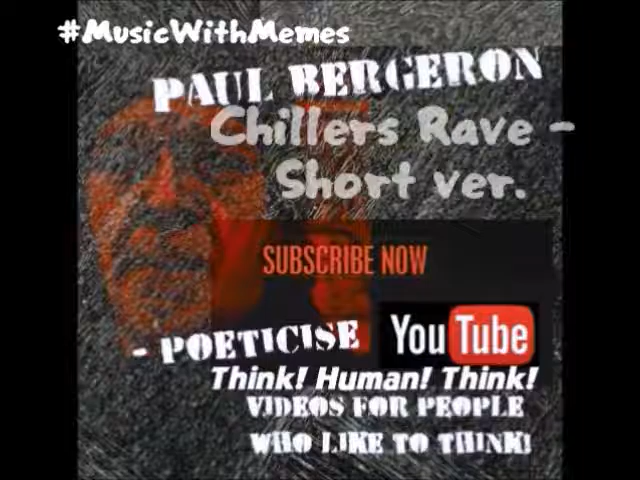 #MusicWithMemes
PAUL BERGERON
Chillers Rave -
Short ver.
SUBSCRIBE NOW
- POETICISE
YouTube
Think! Human! Think!
VIDEOS FOR PEOPLE
WHO LIKE TO THINK!